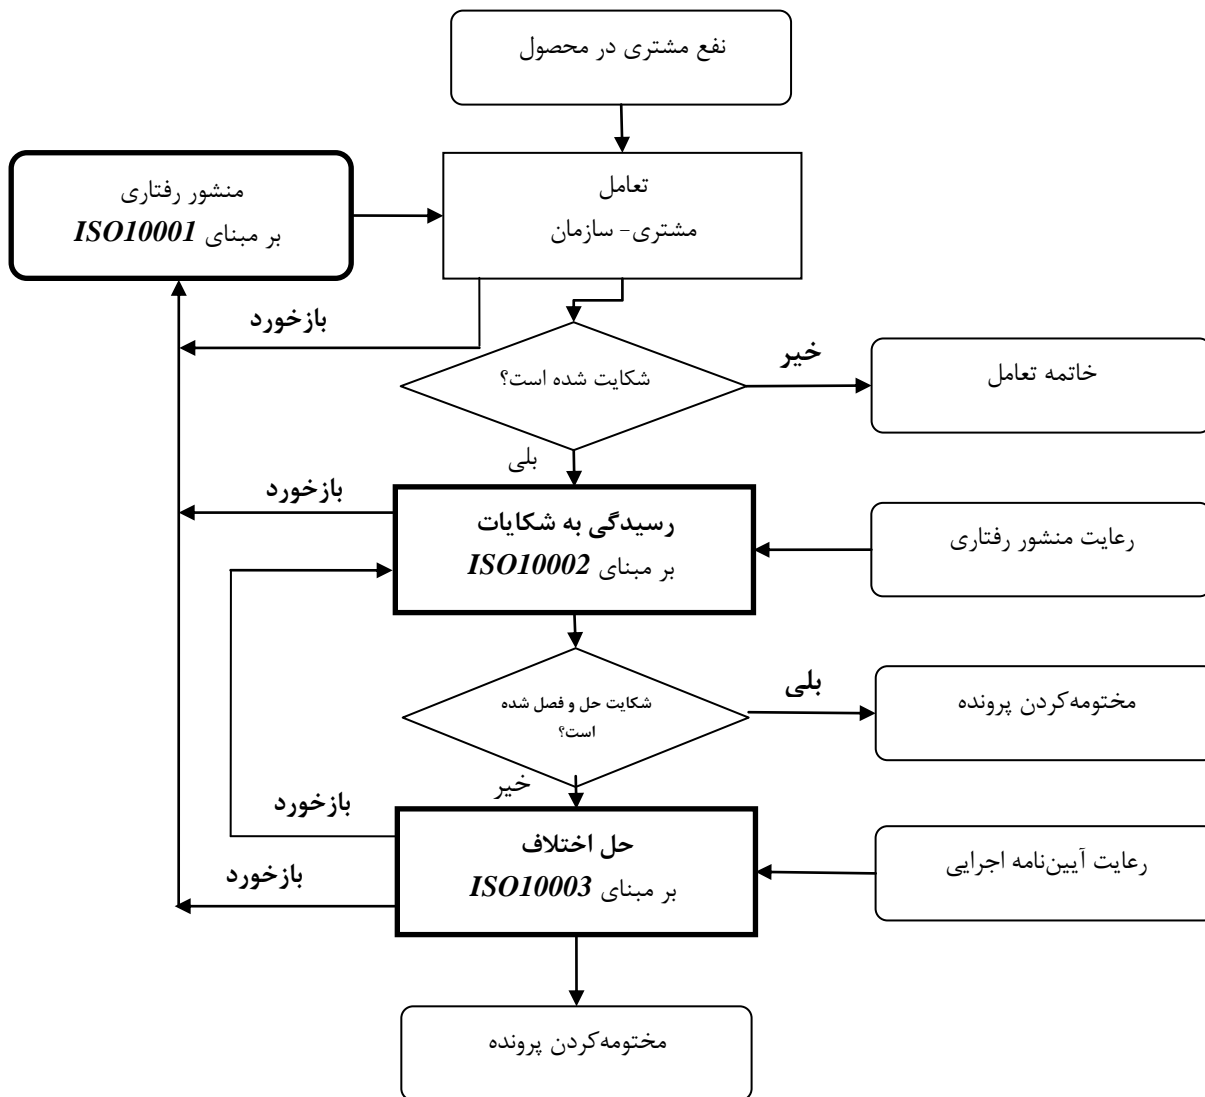 نفع مشتری در محصول
تعامل
مشتری- سازمان
منشور رفتاری
بر مبنای ISO10001
بازخورد
شکایت شده است؟
خیر
خاتمه تعامل
بلی
بازخورد
رسیدگی به شکایات
بر مبنای ISO10002
رعایت منشور رفتاری
شکایت حل و فصل شده
است؟
بلی
مختومه‌کردن پرونده
خیر
بازخورد
حل اختلاف
بر مبنای ISO10003
رعایت آیین‌نامه اجرایی
بازخورد
مختومه‌کردن پرونده